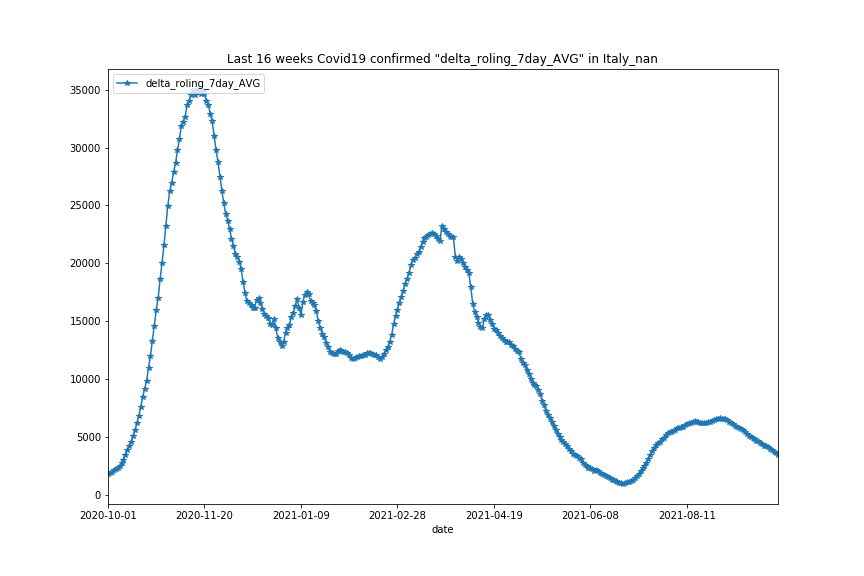 Last 16 weeks Covid19 confirmed "delta_roling_7day_AVG" in Italy_nan
delta_roling_7day_AVG
35000
30000
25000
20000
15000
10000
5000
0
2020-10-01 2020-11-20 2021-01-09 2021-02-28 2021-04-19 2021-06-08 2021-08-11
date